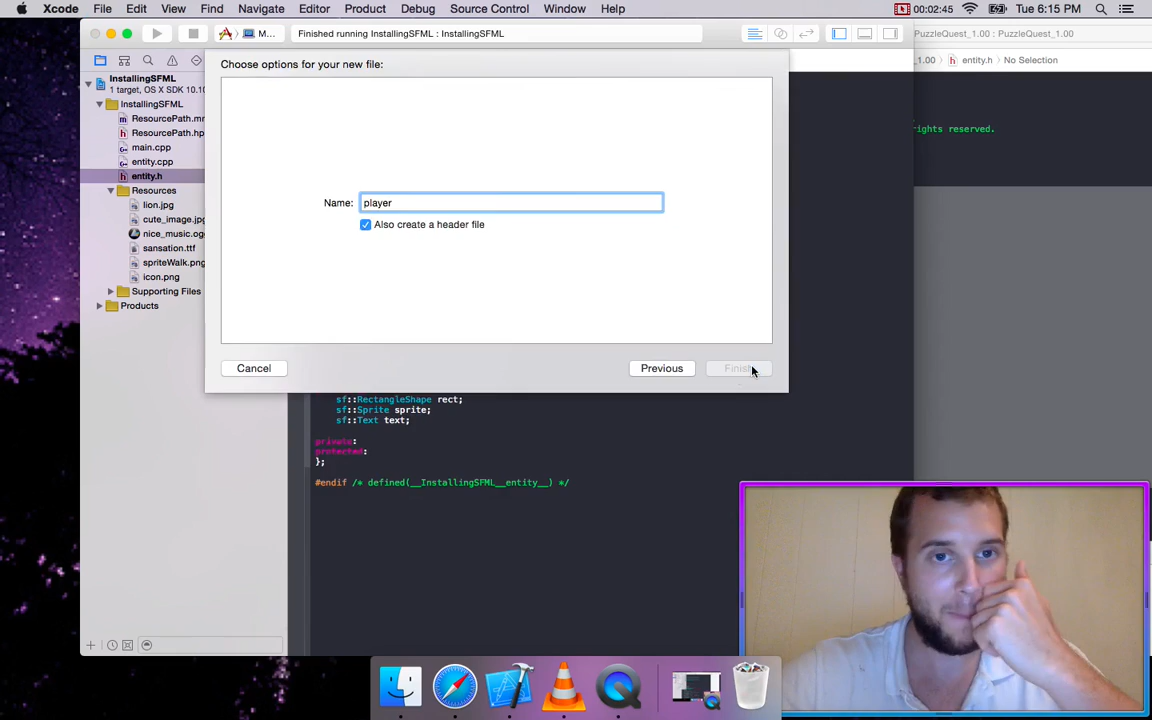 Xcode File Edit View Find Navigate Editor Product Debug Source Control Window Help 00:02:45 Tue 6:15 PM
M... Finished running InstallingSFML : InstallingSFML PuzzleQuest_1.00 : PuzzleQuest_1.00
_1.00 entity.h No Selection
Choose options for your new file:
InstallingSFML
1 target, OS X SDK 10.10
InstallingSFML
ResourcePath.mm
ResourcePath.hpp
main.cpp
entity.cpp
entity.h
Resources
lion.jpg
cute_image.jpg
nice_music.og
sansation.ttf
spriteWalk.png
icon.png
Supporting Files
Products
rights reserved.
Name: player
Also create a header file
Cancel Previous Finish
sf::RectangleShape rect;
sf::Sprite sprite;
sf::Text text;
private:
protected:
};
#endif /* defined(__InstallingSFML__entity__) */